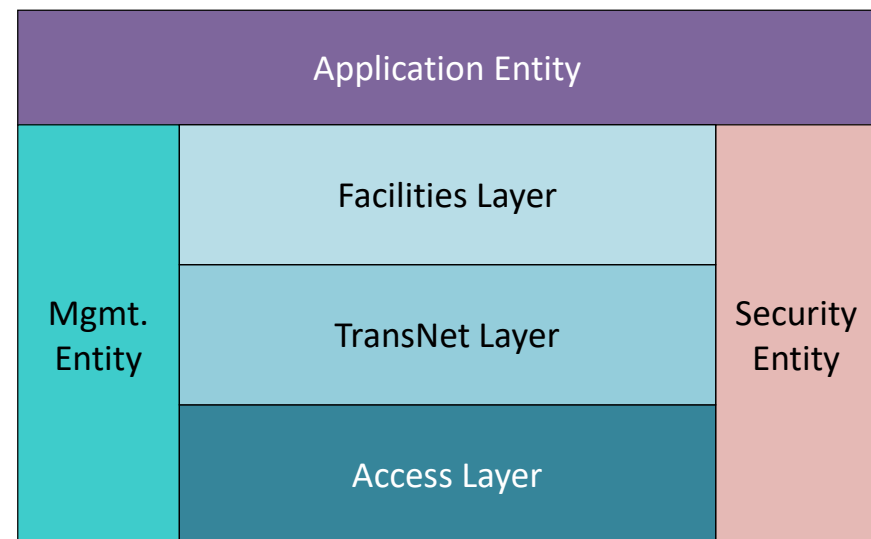 Application Entity
Facilities Layer
Mgmt.
Entity
TransNet Layer
Security
Entity
Access Layer